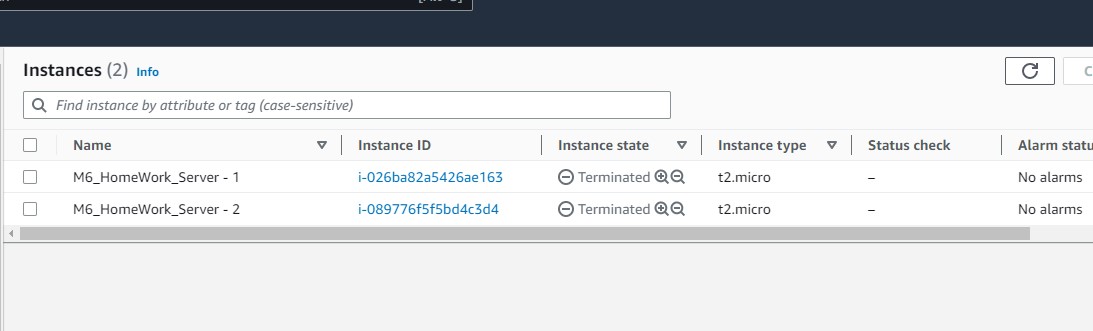 Instances (2) Info
C
Find instance by attribute or tag (case-sensitive)
Name Instance ID Instance state Instance type Status check Alarm statu
M6_HomeWork_Server - 1 i-026ba82a5426ae163 Terminated t2.micro – No alarms
M6_HomeWork_Server - 2 i-089776f5f5bd4c3d4 Terminated t2.micro – No alarms